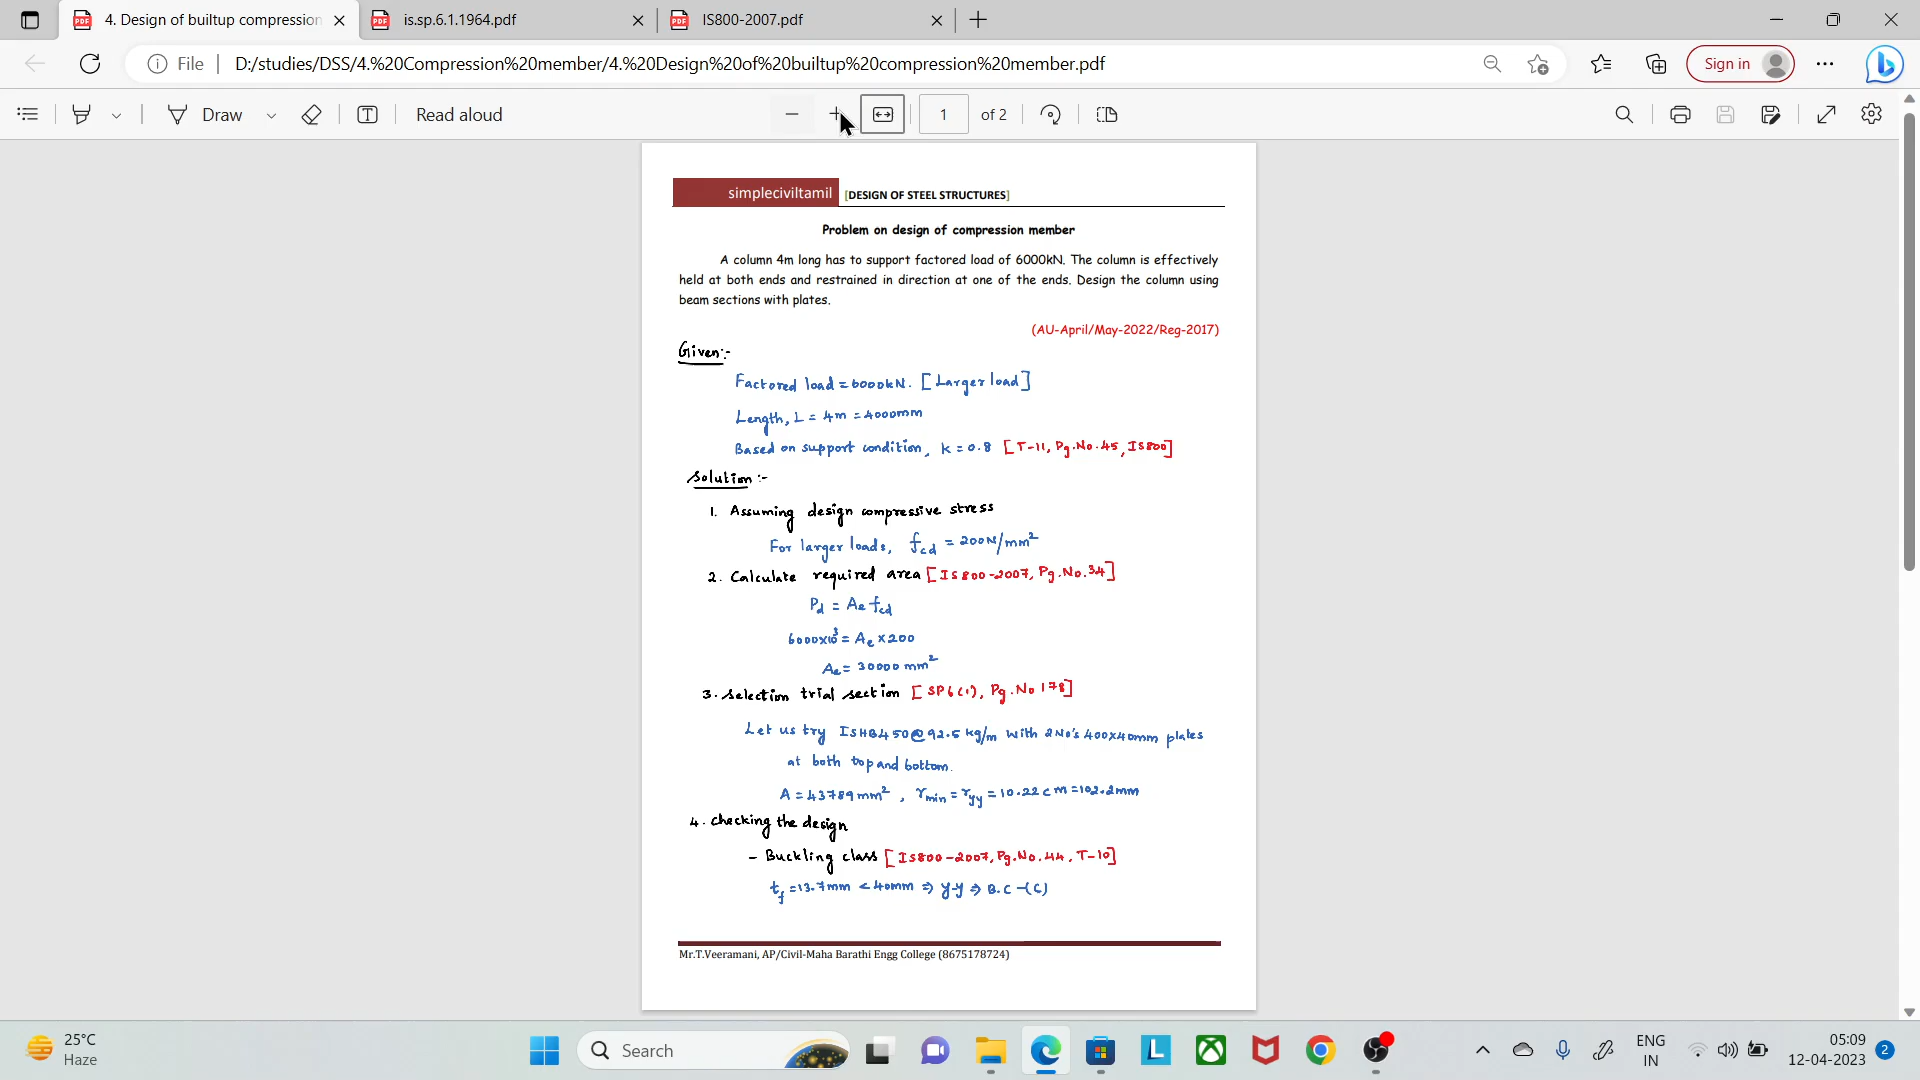 4. Design of builtup compression
is.sp.6.1.1964.pdf
IS800-2007.pdf
File
D:/studies/DSS/4.%20Compression%20member/4.%20Design%20of%20builtup%20compression%20member.pdf
Sign in
Draw
Read aloud
1 of 2
simpleciviltamil [DESIGN OF STEEL STRUCTURES]
Problem on design of compression member
A column 4m long has to support factored load of 6000kN. The column is effectively
held at both ends and restrained in direction at one of the ends. Design the column using
beam sections with plates.
(AU-April/May-2022/Reg-2017)
Given:-
Factored load = 6000kN. [Larger load]
Length, L = 4m = 4000mm
Based on support condition, k = 0.8 [T-11, Pg.No.45, IS800]
Solution:-
1. Assuming design compressive stress
For larger loads, fcd = 200N/mm²
2. Calculate required area [IS800-2007, Pg.No.34]
Pd = Ae fcd
6000x10³ = Ae x 200
Ae = 30000 mm²
3. Selection trial section [SP6(1), Pg.No 178]
Let us try ISHB450@92.5 kg/m with 2No's 400x40mm plates
at both top and bottom.
A = 43789 mm², rmin = ryy = 10.22cm = 102.2mm
4. Checking the design
- Buckling class [IS800-2007, Pg.No.44, T-10]
tf = 13.7mm < 40mm ⇒ y-y ⇒ B.C-(C)
Mr.T.Veeramani, AP/Civil-Maha Barathi Engg College (8675178724)
25°C
Haze
Search
ENG
IN
05:09
12-04-2023
2